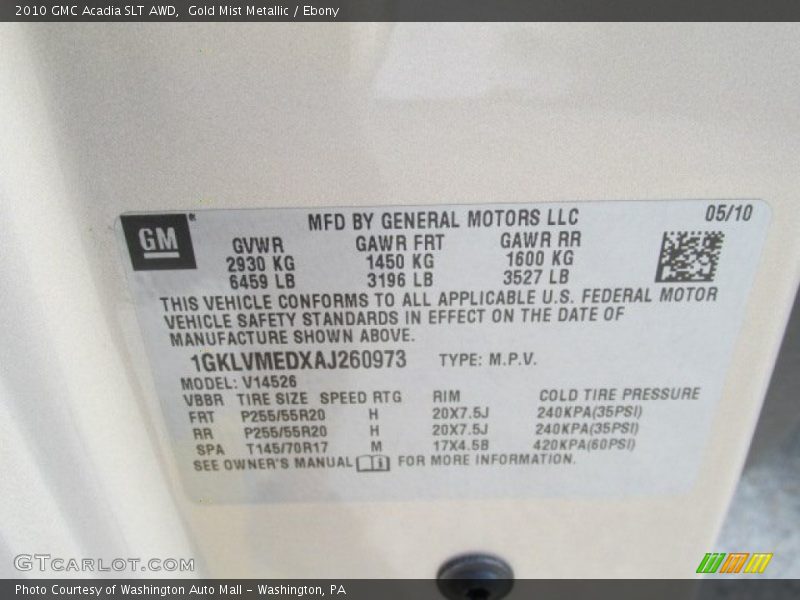 2010 GMC Acadia SLT AWD, Gold Mist Metallic / Ebony
MFD BY GENERAL MOTORS LLC 05/10
GM
GVWR GAWR FRT GAWR RR
2930 KG 1450 KG 1600 KG
6459 LB 3196 LB 3527 LB
THIS VEHICLE CONFORMS TO ALL APPLICABLE U.S. FEDERAL MOTOR
VEHICLE SAFETY STANDARDS IN EFFECT ON THE DATE OF
MANUFACTURE SHOWN ABOVE.
1GKLVMEDXAJ260973 TYPE: M.P.V.
MODEL: V14526
VBBR TIRE SIZE SPEED RTG RIM COLD TIRE PRESSURE
FRT P255/55R20 H 20X7.5J 240KPA(35PSI)
RR P255/55R20 H 20X7.5J 240KPA(35PSI)
SPA T145/70R17 M 17X4.5B 420KPA(60PSI)
SEE OWNER'S MANUAL FOR MORE INFORMATION.
GTCARLOT.COM
Photo Courtesy of Washington Auto Mall - Washington, PA